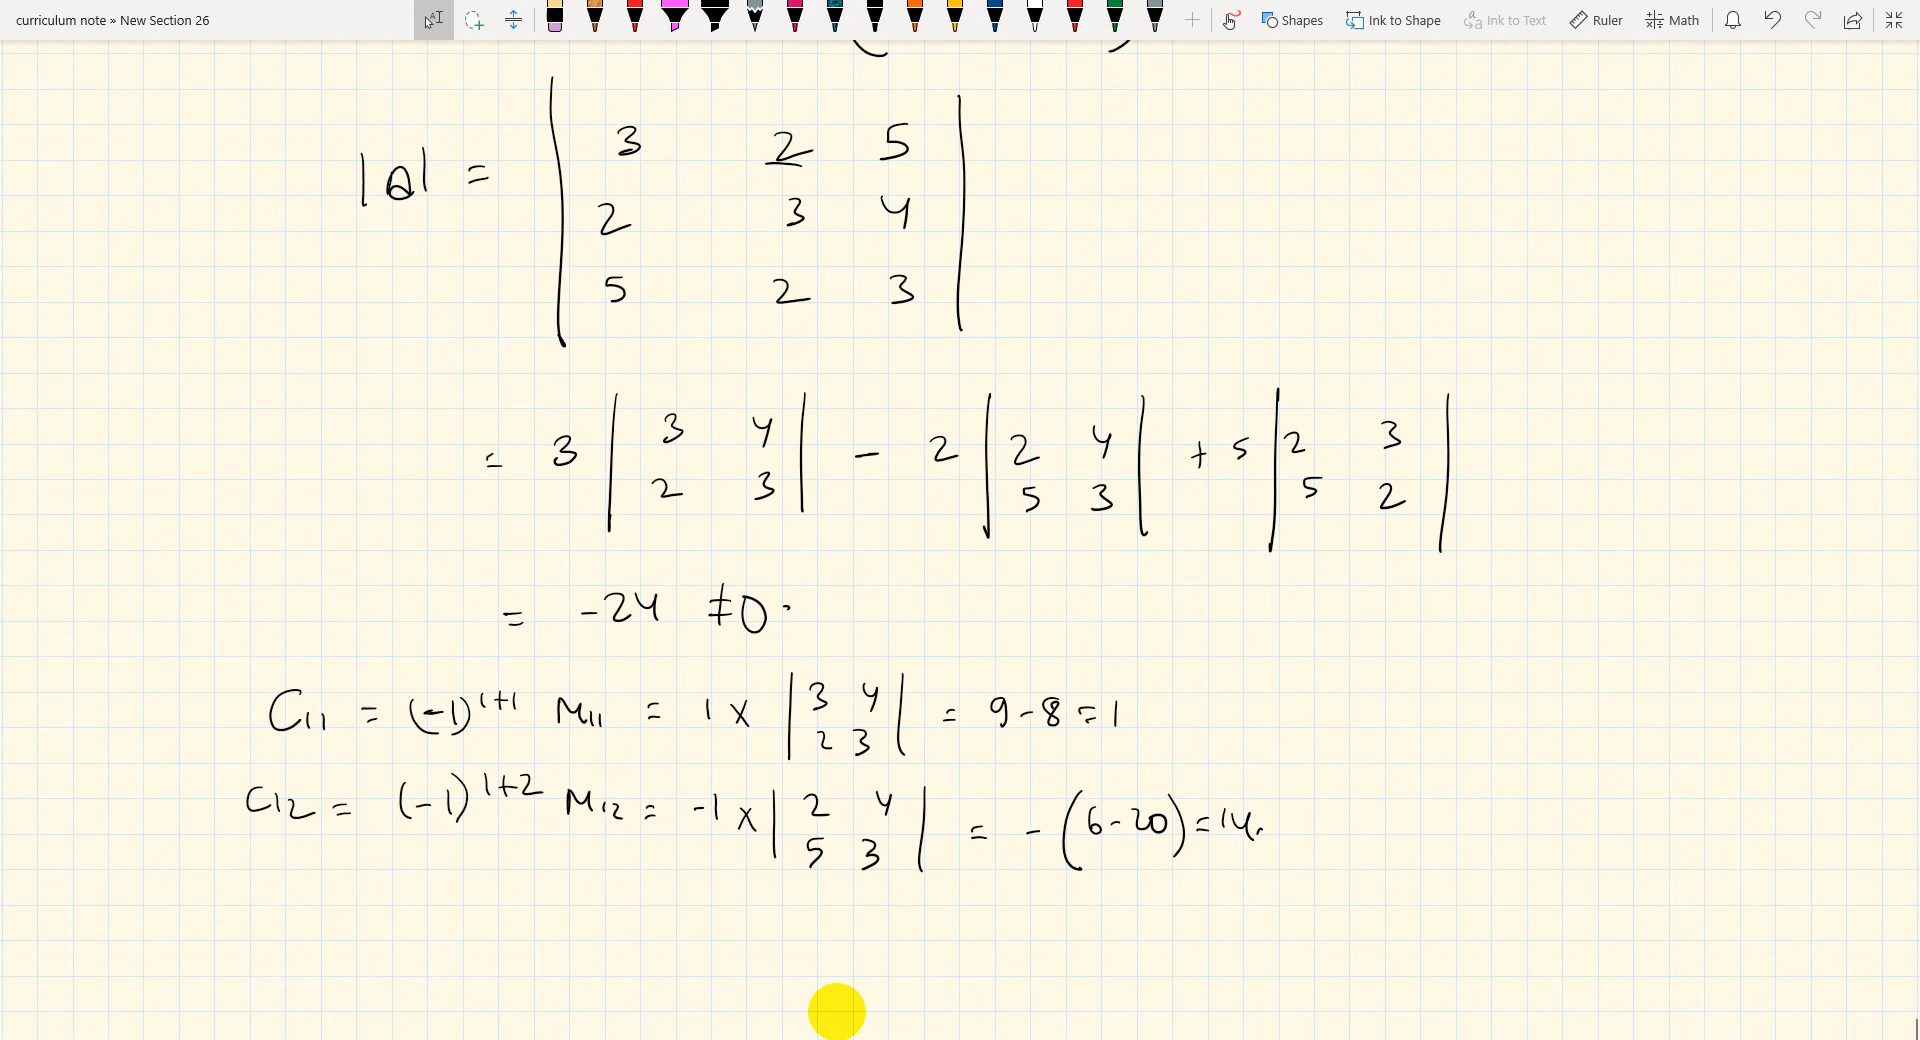 curriculum note » New Section 26 Shapes Ink to Shape Ink to Text Ruler Math
|Q| = | 3 2 5 |
2 3 4
5 2 3
= 3 | 3 4 | - 2 | 2 4 | + 5 | 2 3 |
2 3 5 3 5 2
= -24 ≠0.
C11 = (-1)^1+1 M11 = 1 x | 3 4 | = 9-8=1
2 3
C12 = (-1)^1+2 M12 = -1 x | 2 4 | = -(6-20)=14.
5 3